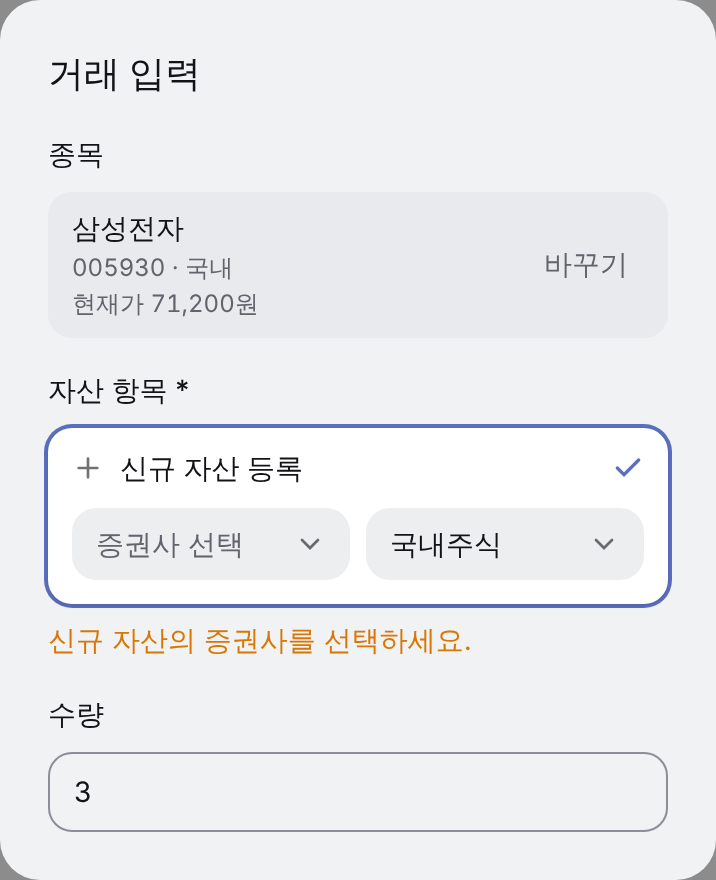 거래 입력
종목
삼성전자
005930 · 국내
바꾸기
현재가 71,200원
자산 항목 *
신규 자산 등록
증권사 선택
국내주식
신규 자산의 증권사를 선택하세요.
수량
3